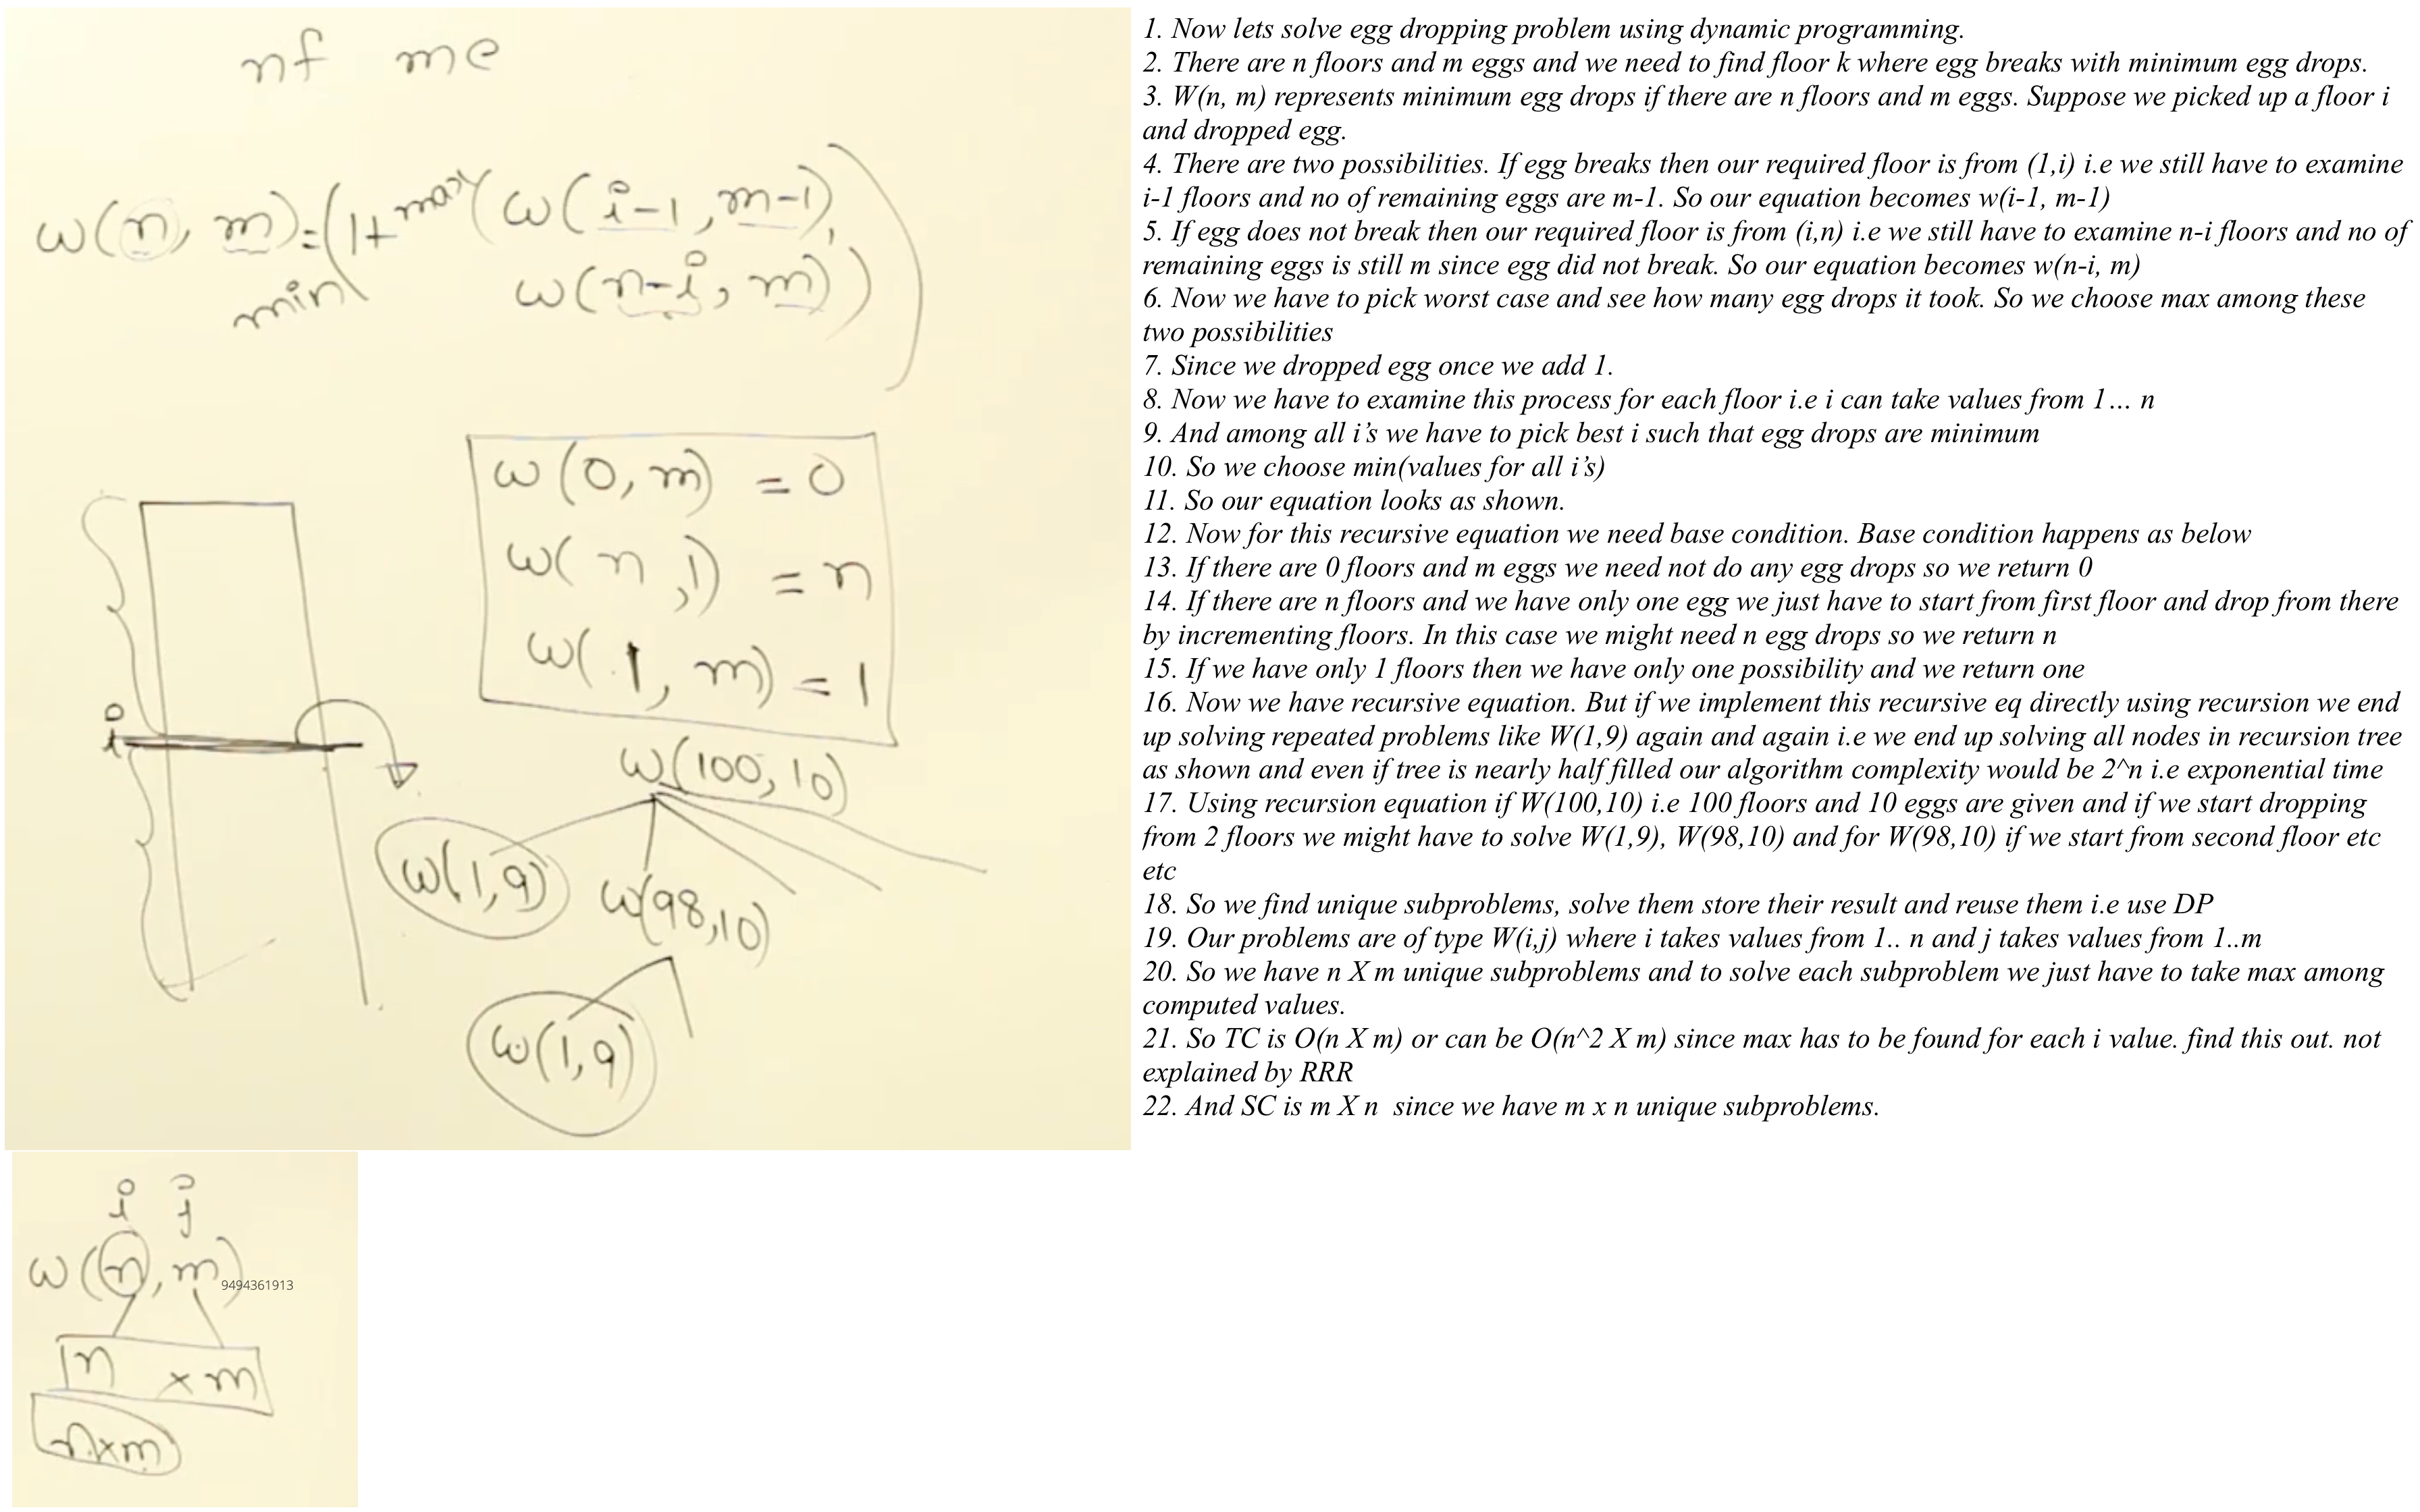 nf me
w(n, m) = (1+ max(w(i-1, m-1),
min w(n-i, m)))
w(0, m) = 0
w(n, 1) = n
w(1, m) = 1
i
w(100, 10)
w(1, 9) w(98, 10)
w(1, 9)
1. Now lets solve egg dropping problem using dynamic programming.
2. There are n floors and m eggs and we need to find floor k where egg breaks with minimum egg drops.
3. W(n, m) represents minimum egg drops if there are n floors and m eggs. Suppose we picked up a floor i
and dropped egg.
4. There are two possibilities. If egg breaks then our required floor is from (1,i) i.e we still have to examine
i-1 floors and no of remaining eggs are m-1. So our equation becomes w(i-1, m-1)
5. If egg does not break then our required floor is from (i,n) i.e we still have to examine n-i floors and no of
remaining eggs is still m since egg did not break. So our equation becomes w(n-i, m)
6. Now we have to pick worst case and see how many egg drops it took. So we choose max among these
two possibilities
7. Since we dropped egg once we add 1.
8. Now we have to examine this process for each floor i.e i can take values from 1… n
9. And among all i’s we have to pick best i such that egg drops are minimum
10. So we choose min(values for all i’s)
11. So our equation looks as shown.
12. Now for this recursive equation we need base condition. Base condition happens as below
13. If there are 0 floors and m eggs we need not do any egg drops so we return 0
14. If there are n floors and we have only one egg we just have to start from first floor and drop from there
by incrementing floors. In this case we might need n egg drops so we return n
15. If we have only 1 floors then we have only one possibility and we return one
16. Now we have recursive equation. But if we implement this recursive eq directly using recursion we end
up solving repeated problems like W(1,9) again and again i.e we end up solving all nodes in recursion tree
as shown and even if tree is nearly half filled our algorithm complexity would be 2^n i.e exponential time
17. Using recursion equation if W(100,10) i.e 100 floors and 10 eggs are given and if we start dropping
from 2 floors we might have to solve W(1,9), W(98,10) and for W(98,10) if we start from second floor etc
etc
18. So we find unique subproblems, solve them store their result and reuse them i.e use DP
19. Our problems are of type W(i,j) where i takes values from 1.. n and j takes values from 1..m
20. So we have n X m unique subproblems and to solve each subproblem we just have to take max among
computed values.
21. So TC is O(n X m) or can be O(n^2 X m) since max has to be found for each i value. find this out. not
explained by RRR
22. And SC is m X n since we have m x n unique subproblems.
i j
w(n, m)
9494361913
n × m
n×m